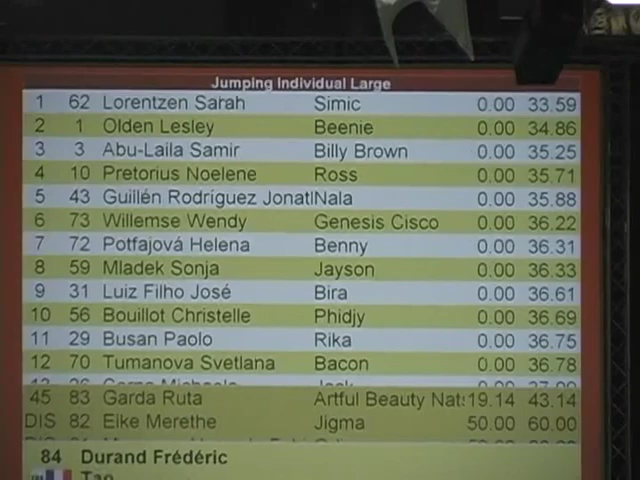 Jumping Individual Large
1 62 Lorentzen Sarah Simic 0.00 33.59
2 1 Olden Lesley Beenie 0.00 34.86
3 3 Abu-Laila Samir Billy Brown 0.00 35.25
4 10 Pretorius Noelene Ross 0.00 35.71
5 43 Guillén Rodríguez Jonat Nala 0.00 35.88
6 73 Willemse Wendy Genesis Cisco 0.00 36.22
7 72 Potfajová Helena Benny 0.00 36.31
8 59 Mladek Sonja Jayson 0.00 36.33
9 31 Luiz Filho José Bira 0.00 36.61
10 56 Bouillot Christelle Phidjy 0.00 36.69
11 29 Busan Paolo Rika 0.00 36.75
12 70 Tumanova Svetlana Bacon 0.00 36.78
45 83 Garda Ruta Artful Beauty Nat: 19.14 43.14
DIS 82 Eike Merethe Jigma 50.00 60.00
84 Durand Frédéric